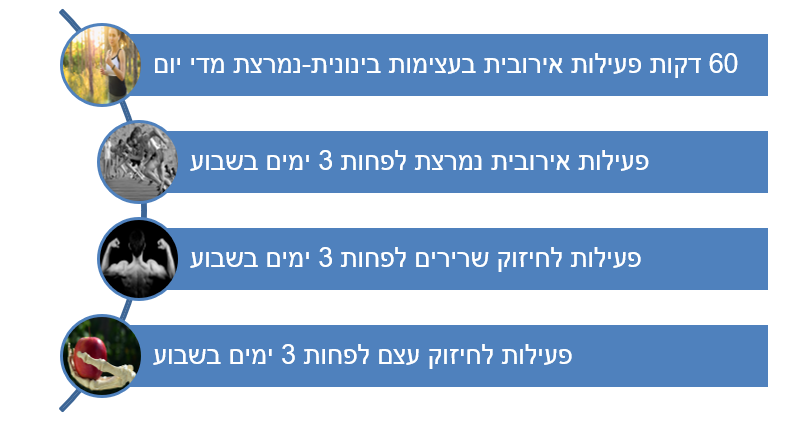 60 דקות פעילות אירובית בעצימות בינונית-נמרצת מדי יום
פעילות אירובית נמרצת לפחות 3 ימים בשבוע
פעילות לחיזוק שרירים לפחות 3 ימים בשבוע
פעילות לחיזוק עצם לפחות 3 ימים בשבוע